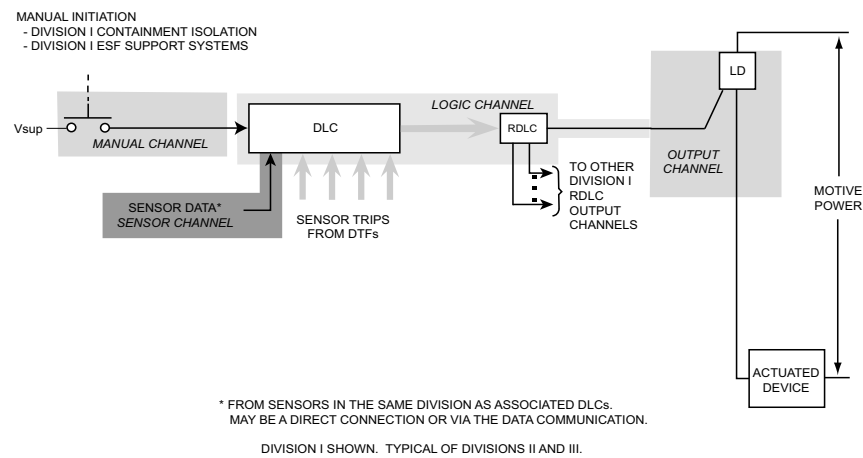 MANUAL INITIATION
- DIVISION I CONTAINMENT ISOLATION
- DIVISION I ESF SUPPORT SYSTEMS
LD
LOGIC CHANNEL
Vsup
DLC
RDLC
MANUAL CHANNEL
OUTPUT
CHANNEL
TO OTHER
DIVISION I
RDLC
OUTPUT
CHANNELS
MOTIVE
POWER
SENSOR DATA*
SENSOR CHANNEL
SENSOR TRIPS
FROM DTFs
ACTUATED
DEVICE
* FROM SENSORS IN THE SAME DIVISION AS ASSOCIATED DLCs.
MAY BE A DIRECT CONNECTION OR VIA THE DATA COMMUNICATION.
DIVISION I SHOWN. TYPICAL OF DIVISIONS II AND III.